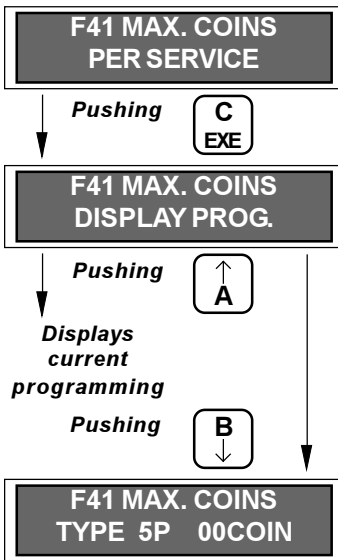 F41 MAX. COINS
PER SERVICE
Pushing
C
EXE
F41 MAX. COINS
DISPLAY PROG.
Pushing
↑
A
Displays
current
programming
Pushing
B
↓
F41 MAX. COINS
TYPE 5P 00COIN